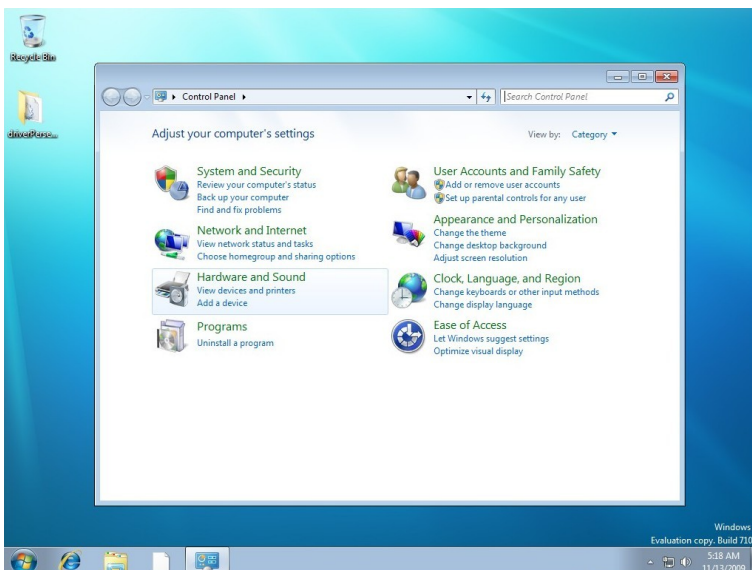 Recycle Bin
driverPerso...
Control Panel
Search Control Panel
Adjust your computer's settings
View by: Category
System and Security
Review your computer's status
Back up your computer
Find and fix problems
Network and Internet
View network status and tasks
Choose homegroup and sharing options
Hardware and Sound
View devices and printers
Add a device
Programs
Uninstall a program
User Accounts and Family Safety
Add or remove user accounts
Set up parental controls for any user
Appearance and Personalization
Change the theme
Change desktop background
Adjust screen resolution
Clock, Language, and Region
Change keyboards or other input methods
Change display language
Ease of Access
Let Windows suggest settings
Optimize visual display
Windows
Evaluation copy. Build 710
5:18 AM
11/13/2009